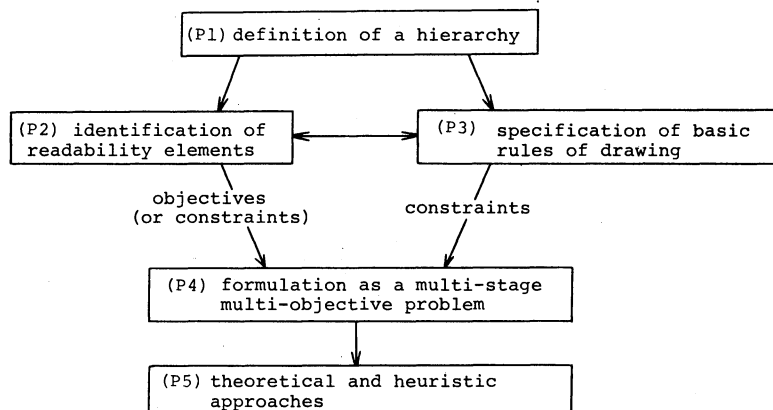 (P1) definition of a hierarchy
(P2) identification of
readability elements
(P3) specification of basic
rules of drawing
objectives
(or constraints)
constraints
(P4) formulation as a multi-stage
multi-objective problem
(P5) theoretical and heuristic
approaches